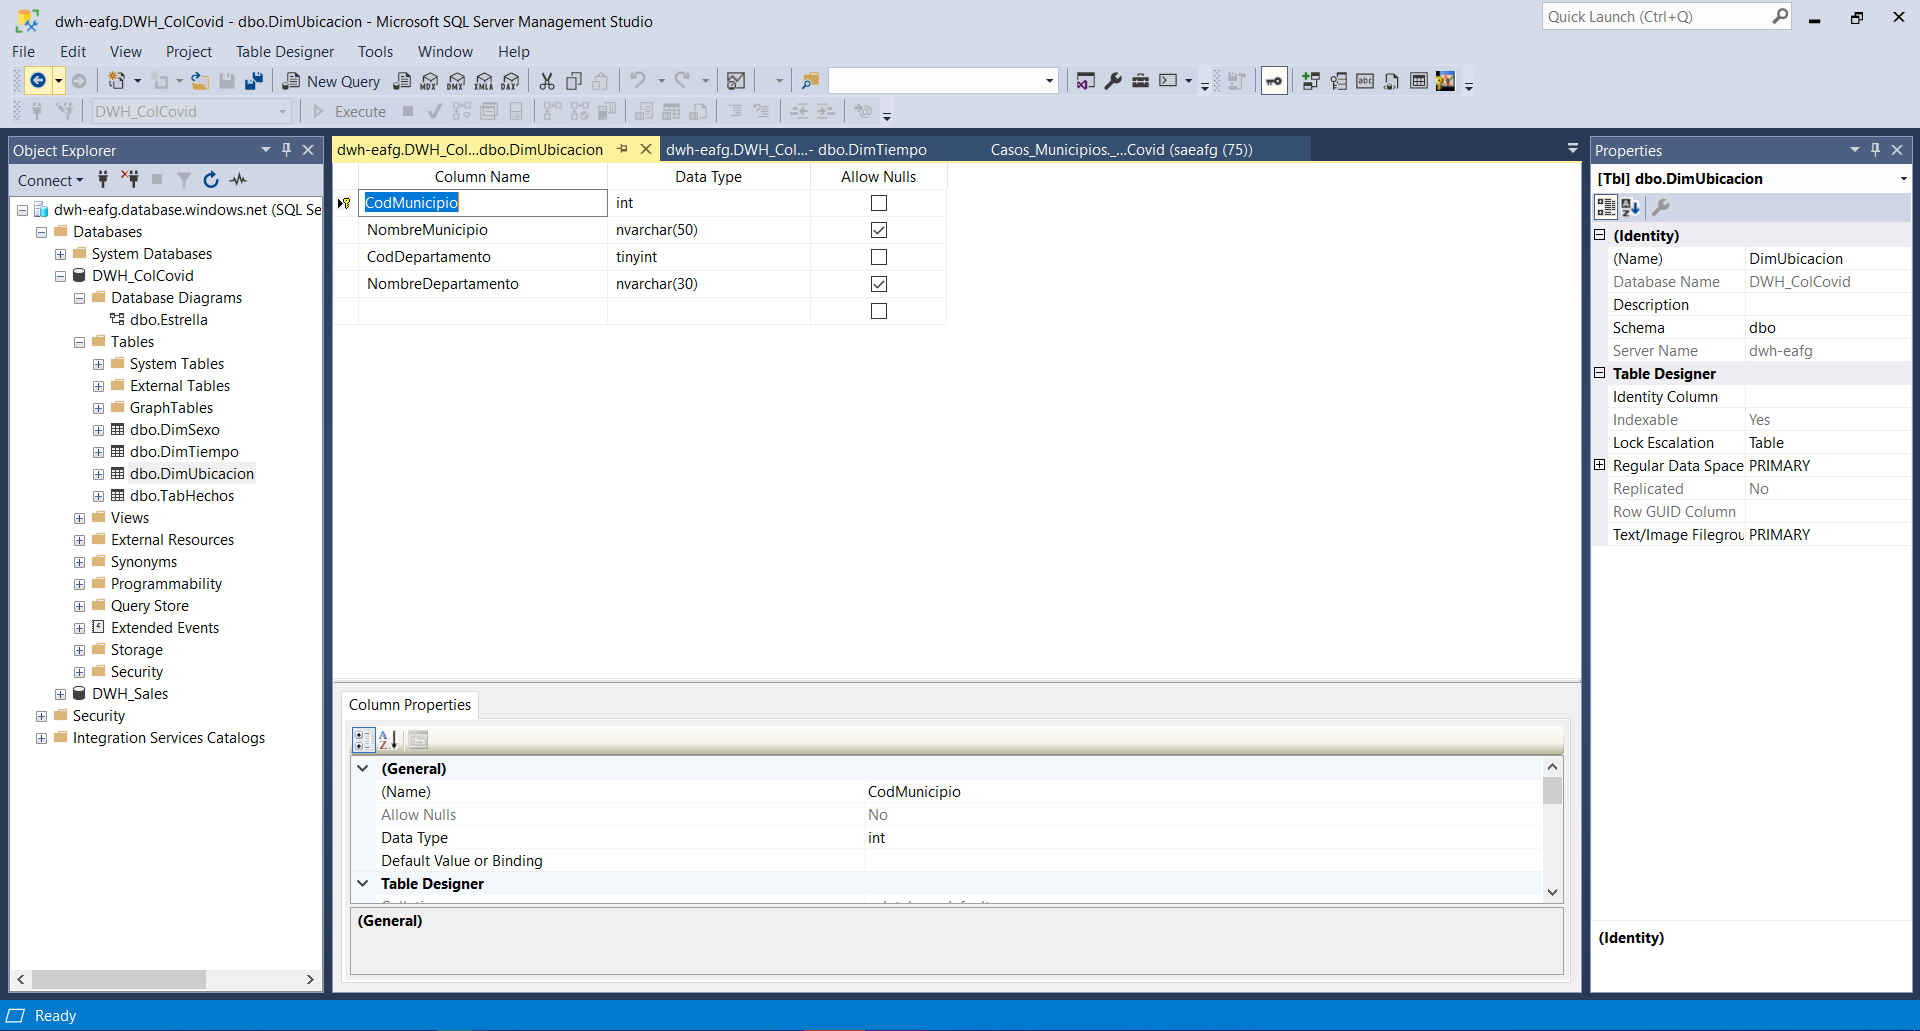 dwh-eafg.DWH_ColCovid - dbo.DimUbicacion - Microsoft SQL Server Management Studio
Quick Launch (Ctrl+Q)
File Edit View Project Table Designer Tools Window Help
New Query MDX DMX XMLA DAX
abc
DWH_ColCovid Execute
Object Explorer
Connect
dwh-eafg.database.windows.net (SQL Se
Databases
System Databases
DWH_ColCovid
Database Diagrams
dbo.Estrella
Tables
System Tables
External Tables
GraphTables
dbo.DimSexo
dbo.DimTiempo
dbo.DimUbicacion
dbo.TabHechos
Views
External Resources
Synonyms
Programmability
Query Store
Extended Events
Storage
Security
DWH_Sales
Security
Integration Services Catalogs
dwh-eafg.DWH_Col...dbo.DimUbicacion
dwh-eafg.DWH_Col...- dbo.DimTiempo
Casos_Municipios._...Covid (saeafg (75))
Column Name Data Type Allow Nulls
CodMunicipio int
NombreMunicipio nvarchar(50)
CodDepartamento tinyint
NombreDepartamento nvarchar(30)
Column Properties
(General)
(Name) CodMunicipio
Allow Nulls No
Data Type int
Default Value or Binding
Table Designer
(General)
Properties
[Tbl] dbo.DimUbicacion
(Identity)
(Name) DimUbicacion
Database Name DWH_ColCovid
Description
Schema dbo
Server Name dwh-eafg
Table Designer
Identity Column
Indexable Yes
Lock Escalation Table
Regular Data Space PRIMARY
Replicated No
Row GUID Column
Text/Image Filegrou PRIMARY
(Identity)
Ready